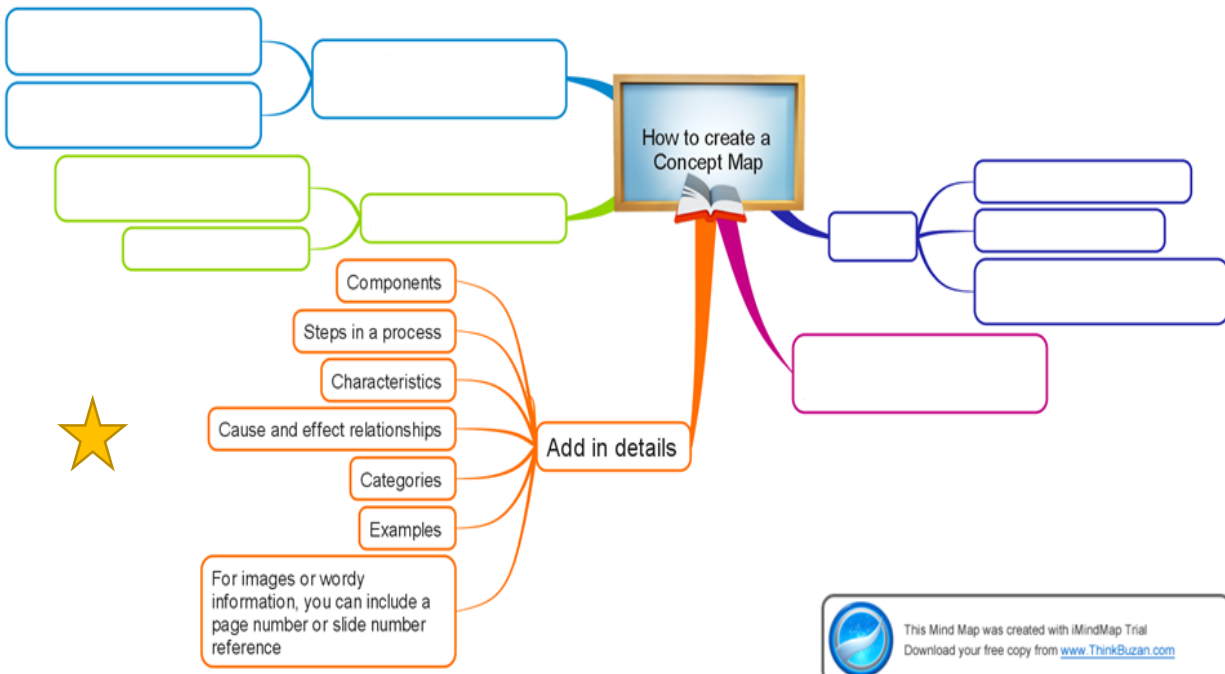 How to create a
Concept Map
Components
Steps in a process
Characteristics
Cause and effect relationships
Add in details
Categories
Examples
For images or wordy
information, you can include a
page number or slide number
reference
This Mind Map was created with iMindMap Trial
Download your free copy from www.ThinkBuzan.com